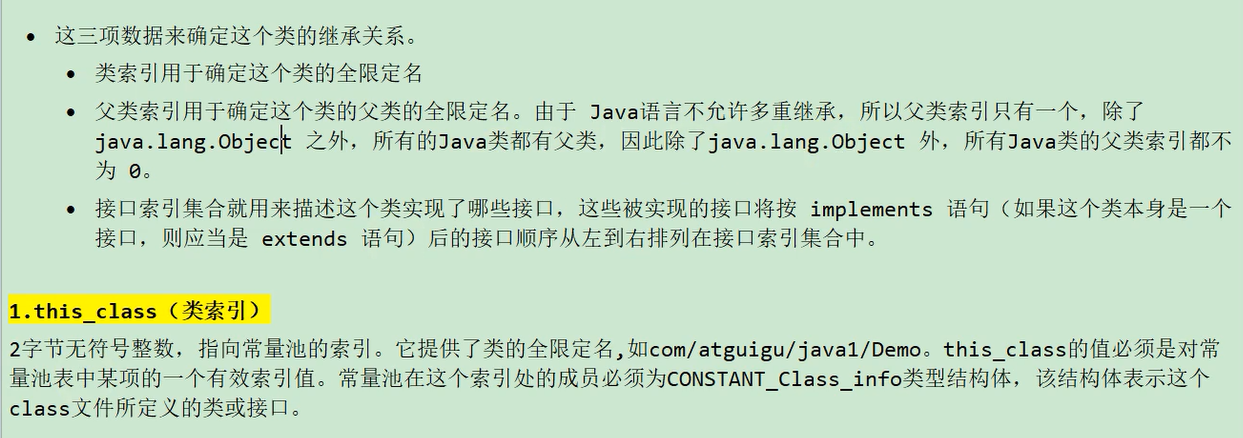 • 这三项数据来确定这个类的继承关系。
• 类索引用于确定这个类的全限定名
• 父类索引用于确定这个类的父类的全限定名。由于 Java语言不允许多重继承，所以父类索引只有一个，除了
java.lang.Object 之外，所有的Java类都有父类，因此除了java.lang.Object 外，所有Java类的父类索引都不
为 0。
• 接口索引集合就用来描述这个类实现了哪些接口，这些被实现的接口将按 implements 语句（如果这个类本身是一个
接口，则应当是 extends 语句）后的接口顺序从左到右排列在接口索引集合中。
1.this_class（类索引）
2字节无符号整数，指向常量池的索引。它提供了类的全限定名,如com/atguigu/java1/Demo。this_class的值必须是对常
量池表中某项的一个有效索引值。常量池在这个索引处的成员必须为CONSTANT_Class_info类型结构体，该结构体表示这个
class文件所定义的类或接口。